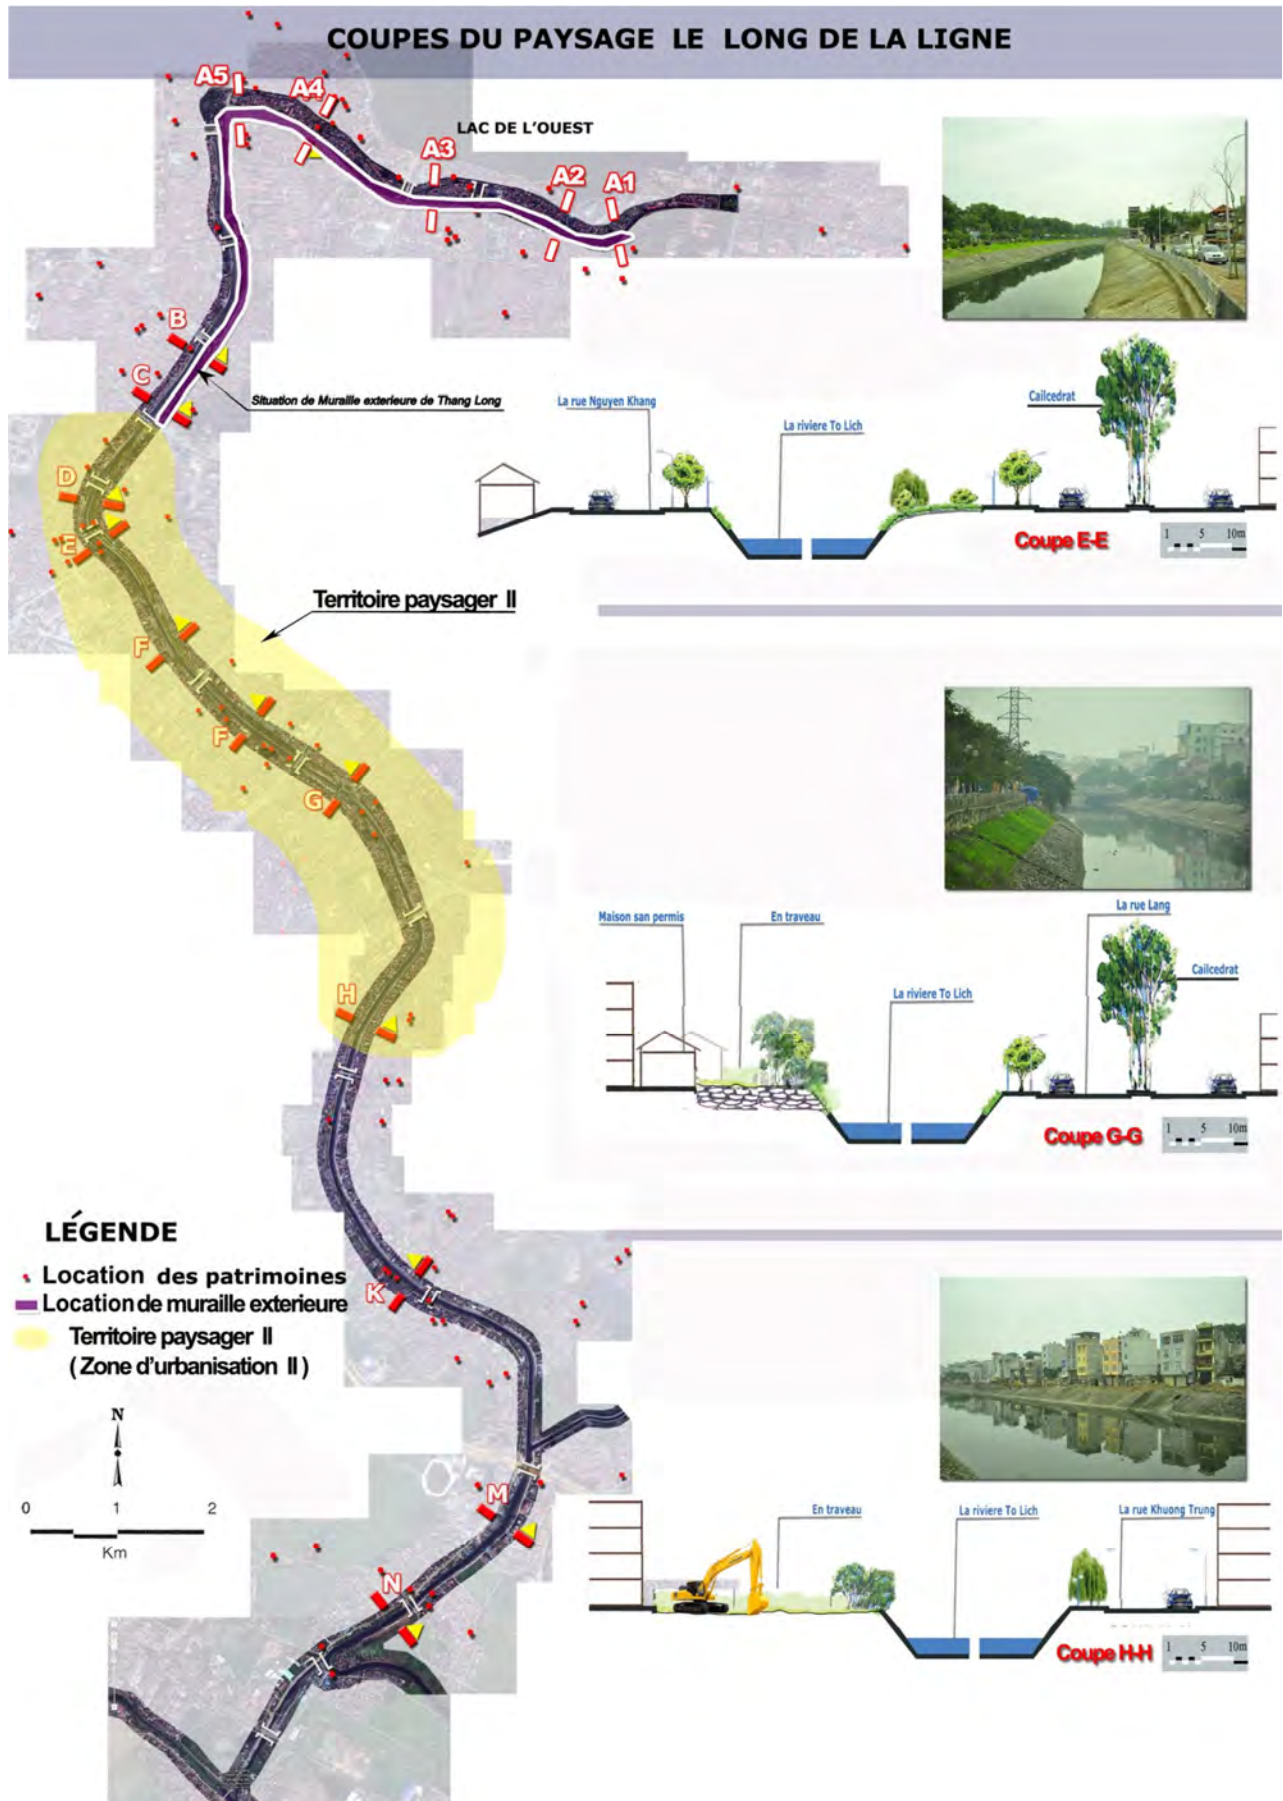 COUPES DU PAYSAGE LE LONG DE LA LIGNE
A5
A4
LAC DE L'OUEST
A3
A2
A1
B
C
Situation de Muraille exterieure de Thang Long
La rue Nguyen Khang
La riviere To Lich
Cailcedrat
D
E
Coupe E-E
1 5 10m
Territoire paysager II
F
F
G
Maison san permis
En traveau
La rue Lang
Cailcedrat
La riviere To Lich
H
Coupe G-G
1 5 10m
LÉGENDE
Location des patrimoines
Location de muraille exterieure
Territoire paysager II
( Zone d'urbanisation II )
K
N
0 1 2
Km
M
En traveau
La riviere To Lich
La rue Khuong Trung
N
Coupe H-H
1 5 10m